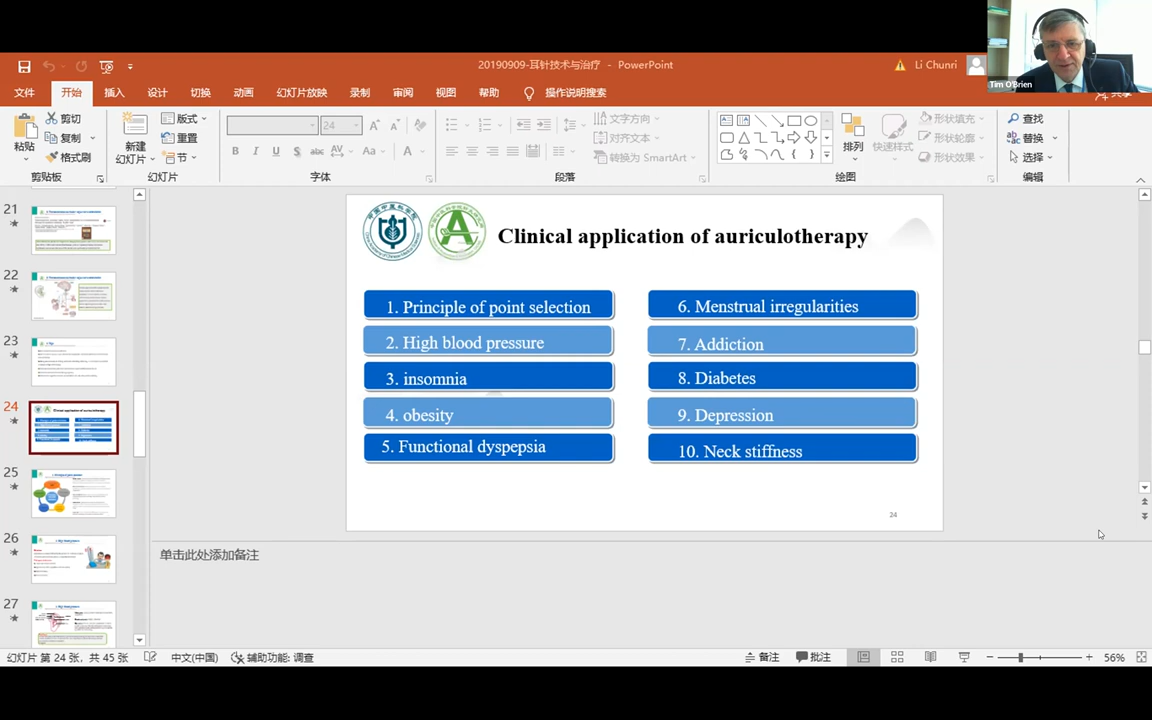 Tim O'Brien
20190909-耳针技术与治疗 - PowerPoint
Li Chunri
文件 开始 插入 设计 切换 动画 幻灯片放映 录制 审阅 视图 帮助 操作说明搜索 共享
粘贴
剪切
复制
格式刷
剪贴板
新建
幻灯片
版式
重置
节
幻灯片
24
B I U S abc AV Aa A
字体
文字方向
对齐文本
转换为 SmartArt
段落
排列
快速样式
形状填充
形状轮廓
形状效果
绘图
查找
替换
选择
编辑
21
22
23
24
25
26
27
Clinical application of auriculotherapy
1. Principle of point selection
2. High blood pressure
3. insomnia
4. obesity
5. Functional dyspepsia
6. Menstrual irregularities
7. Addiction
8. Diabetes
9. Depression
10. Neck stiffness
24
单击此处添加备注
幻灯片 第 24 张，共 45 张 中文(中国) 辅助功能: 调查 备注 批注 56%